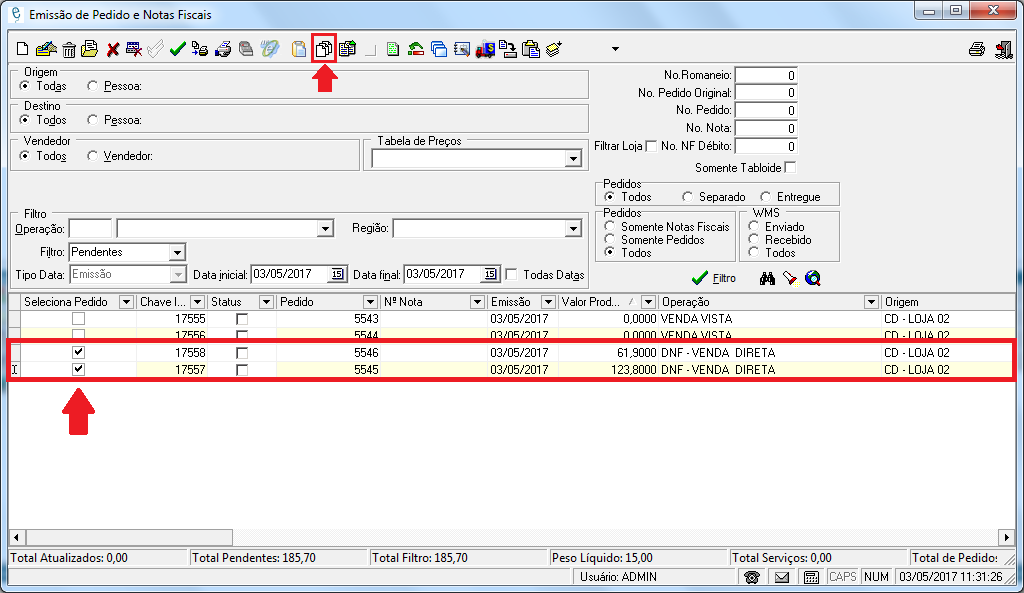 Emissão de Pedido e Notas Fiscais
Origem
Todas Pessoa:
Destino
Todos Pessoa:
Vendedor
Todos Vendedor:
Tabela de Preços
No.Romaneio: 0
No. Pedido Original: 0
No. Pedido: 0
No. Nota: 0
Filtrar Loja No. NF Débito: 0
Somente Tabloide
Pedidos
Todos Separado Entregue
Pedidos
Somente Notas Fiscais
Somente Pedidos
Todos
WMS
Enviado
Recebido
Todos
Filtro
Operação: Região:
Filtro: Pendentes
Tipo Data: Emissão Data inicial: 03/05/2017 15 Data final: 03/05/2017 15 Todas Datas
Filtro
Seleciona Pedido Chave I... Status Pedido Nº Nota Emissão Valor Prod... Operação Origem
17555 5543 03/05/2017 0,0000 VENDA VISTA CD - LOJA 02
17556 5544 03/05/2017 0,0000 VENDA VISTA CD - LOJA 02
17558 5546 03/05/2017 61,9000 DNF - VENDA DIRETA CD - LOJA 02
17557 5545 03/05/2017 123,8000 DNF - VENDA DIRETA CD - LOJA 02
Total Atualizados: 0,00 Total Pendentes: 185,70 Total Filtro: 185,70 Peso Líquido: 15,00 Total Serviços: 0,00 Total de Pedidos
Usuário: ADMIN CAPS NUM 03/05/2017 11:31:26